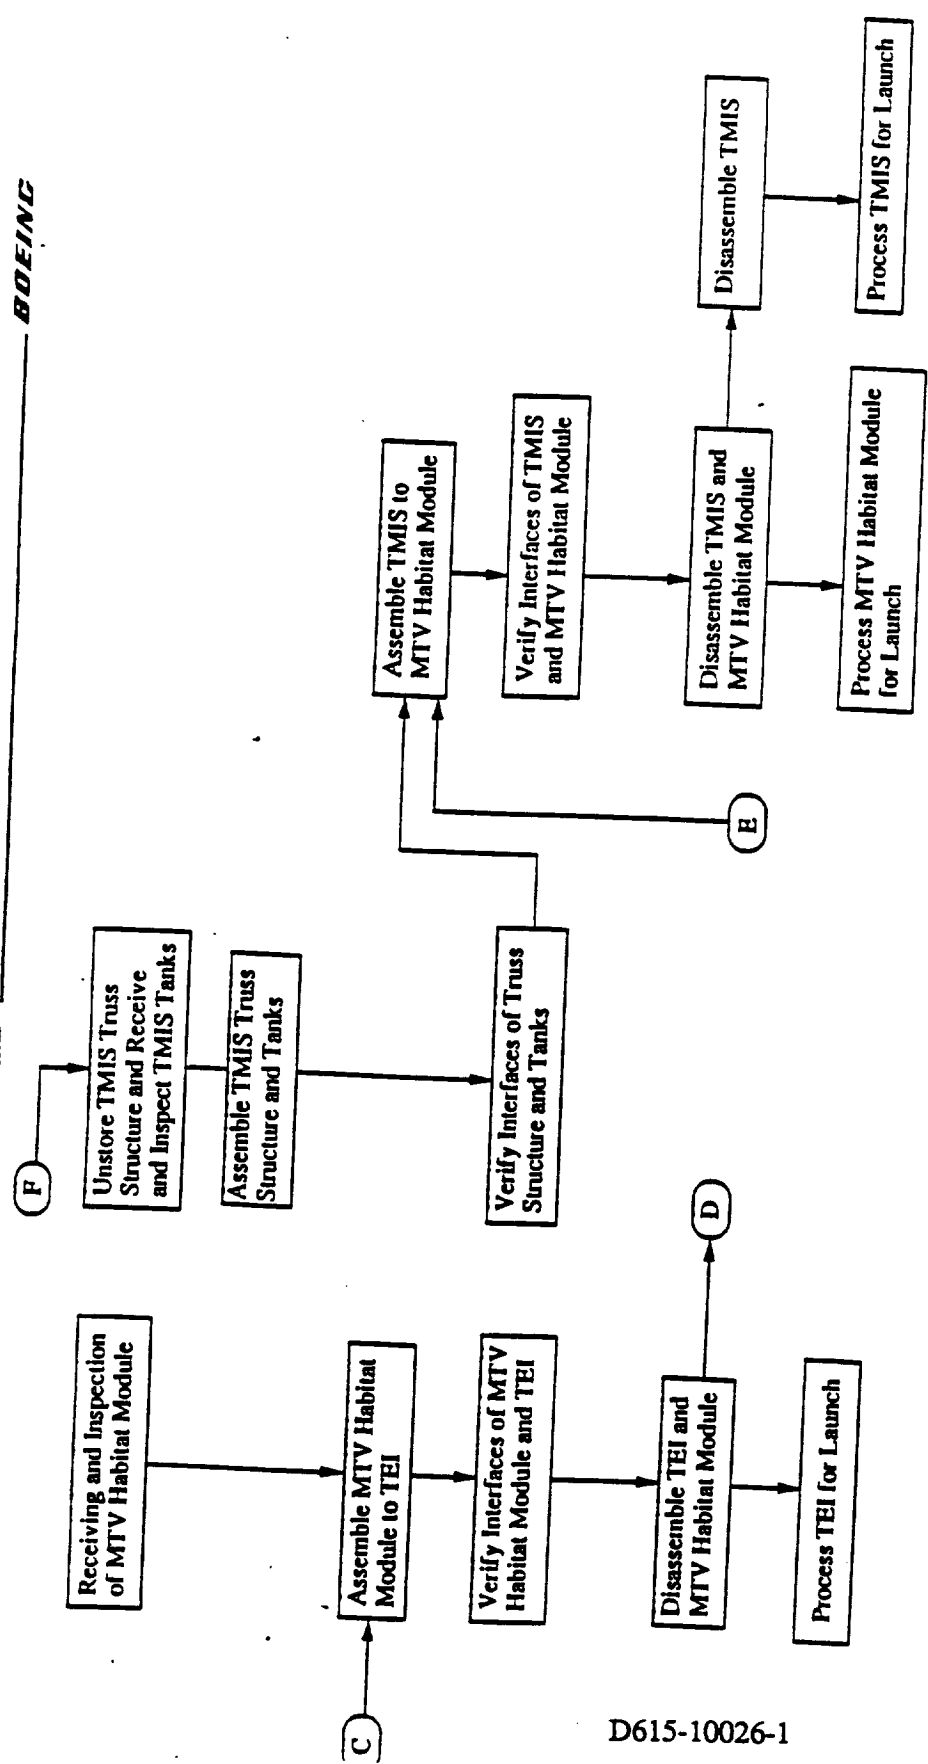 BOEING
C
Receiving and Inspection
of MTV Habitat Module
Assemble MTV Habitat
Module to TEI
Verify Interfaces of MTV
Habitat Module and TEI
Disassemble TEI and
MTV Habitat Module
Process TEI for Launch
D
F
Unstore TMIS Truss
Structure and Receive
and Inspect TMIS Tanks
Assemble TMIS Truss
Structure and Tanks
Verify Interfaces of Truss
Structure and Tanks
E
Assemble TMIS to
MTV Habitat Module
Verify Interfaces of TMIS
and MTV Habitat Module
Disassemble TMIS and
MTV Habitat Module
Process MTV Habitat Module
for Launch
Disassemble TMIS
Process TMIS for Launch
D615-10026-1